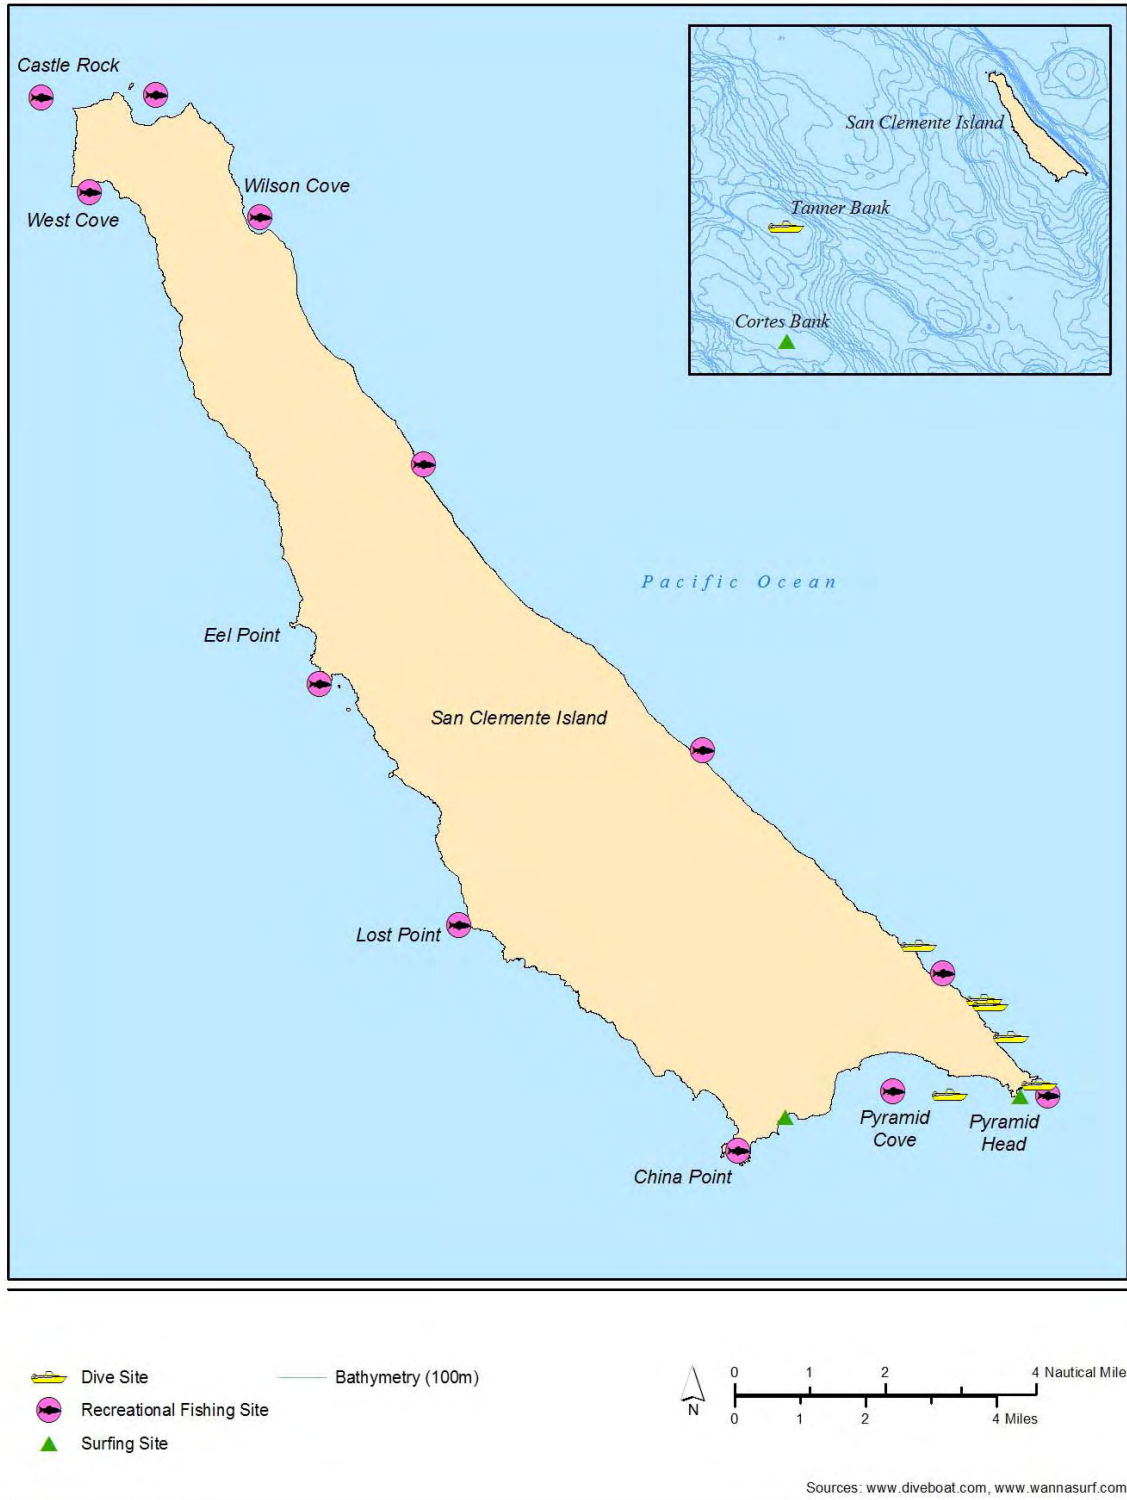 Castle Rock
West Cove
Wilson Cove
San Clemente Island
Tanner Bank
Cortes Bank
Pacific Ocean
Eel Point
San Clemente Island
Lost Point
Pyramid
Cove
Pyramid
Head
China Point
Dive Site
Recreational Fishing Site
Surfing Site
Bathymetry (100m)
N
0 1 2 4 Nautical Mile
0 1 2 4 Miles
Sources: www.diveboat.com, www.wannasurf.com